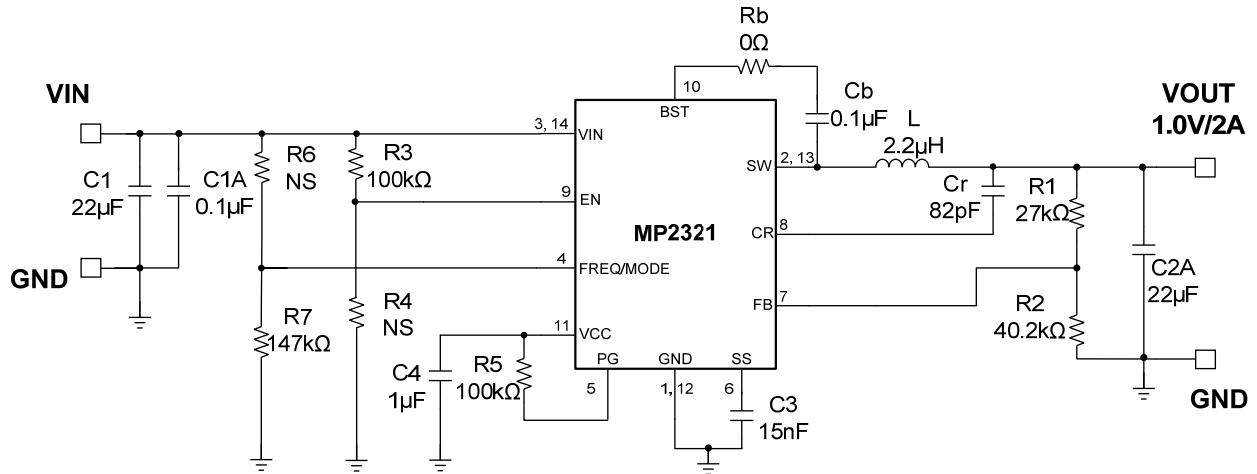 Rb
0Ω
10
BST
Cb
0.1µF
VIN
3, 14
VIN
L
2.2µH
VOUT
1.0V/2A
SW
2, 13
R6
NS
R3
100kΩ
C1
22µF
C1A
0.1µF
9
EN
Cr
82pF
R1
27kΩ
MP2321
CR
8
GND
4
FREQ/MODE
C2A
22µF
FB
7
R7
147kΩ
R4
NS
R2
40.2kΩ
11
VCC
PG
GND
SS
C4
1µF
R5
100kΩ
5
1, 12
6
C3
15nF
GND